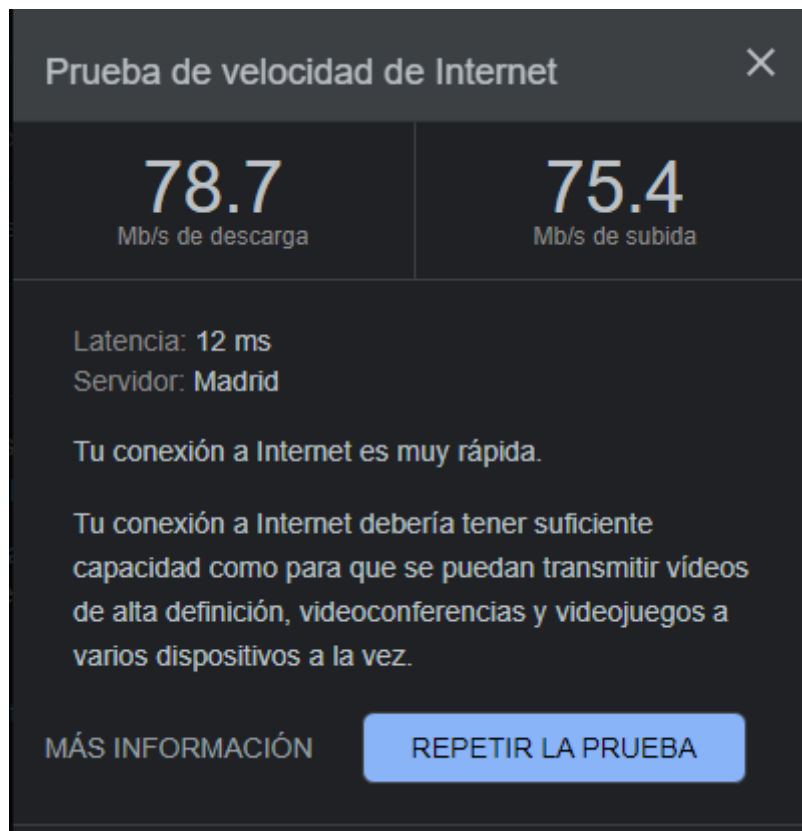 Prueba de velocidad de Internet
78.7
Mb/s de descarga
75.4
Mb/s de subida
Latencia: 12 ms
Servidor: Madrid
Tu conexión a Internet es muy rápida.
Tu conexión a Internet debería tener suficiente
capacidad como para que se puedan transmitir vídeos
de alta definición, videoconferencias y videojuegos a
varios dispositivos a la vez.
MÁS INFORMACIÓN
REPETIR LA PRUEBA